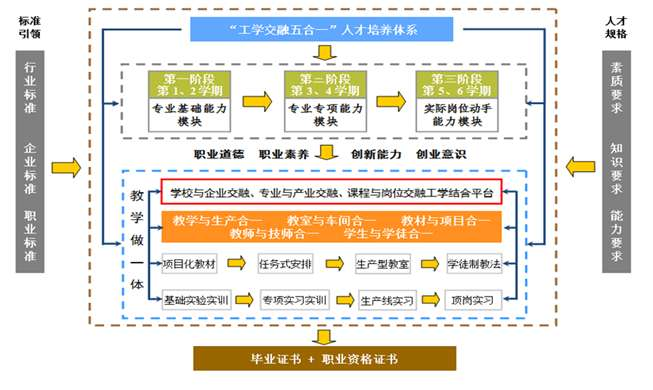 标准
引领
行业标准
企业标准
职业标准
“工学交融五合一”人才培养体系
第一阶段
第1、2学期
专业基础能力
模块
第二阶段
第3、4学期
专业专项能力
模块
第三阶段
第5、6学期
实际岗位动手
能力模块
职业道德 职业素养 创新能力 创业意识
教学做一体
学校与企业交融、专业与产业交融、课程与岗位交融工学结合平台
教学与生产合一 教室与车间合一 教材与项目合一
教师与技师合一 学生与学徒合一
项目化教材
任务式安排
生产型教室
学徒制教法
基础实验实训
专项实习实训
生产线实习
顶岗实习
人才
规格
素质要求
知识要求
能力要求
毕业证书 + 职业资格证书